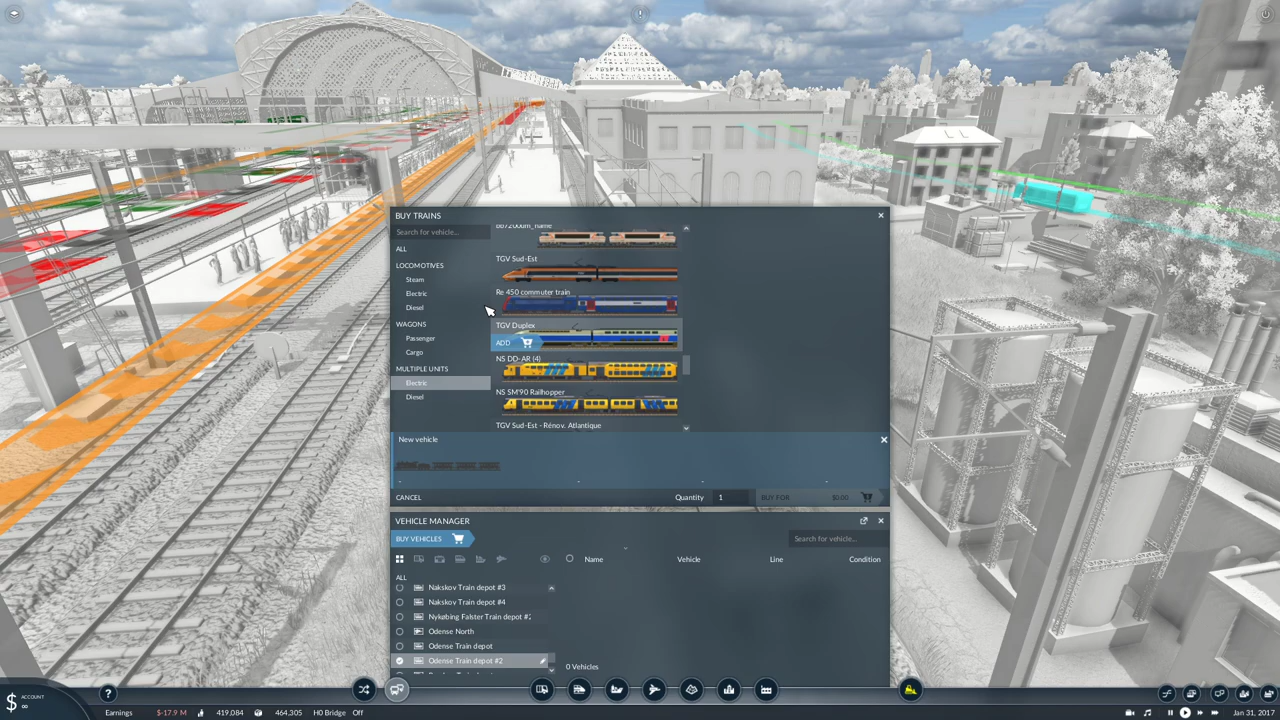 BUY TRAINS
Search for vehicle...
ALL
LOCOMOTIVES
Steam
Electric
Diesel
WAGONS
Passenger
Cargo
MULTIPLE UNITS
Electric
Diesel
bb7200um_name
TGV Sud-Est
Re 450 commuter train
TGV Duplex
ADD
NS DD-AR (4)
NS SM'90 Railhopper
TGV Sud-Est - Rénov. Atlantique
New vehicle
- - - -
CANCEL Quantity 1 BUY FOR $0.00
VEHICLE MANAGER
BUY VEHICLES Search for vehicle...
Name Vehicle Line Condition
ALL
Nakskov Train depot #3
Nakskov Train depot #4
Nykøbing Falster Train depot #2
Odense North
Odense Train depot
Odense Train depot #2
0 Vehicles
$ ACCOUNT ∞
?
Earnings $-17.9 M 419,084 464,305 H0 Bridge Off Jan 31, 2017